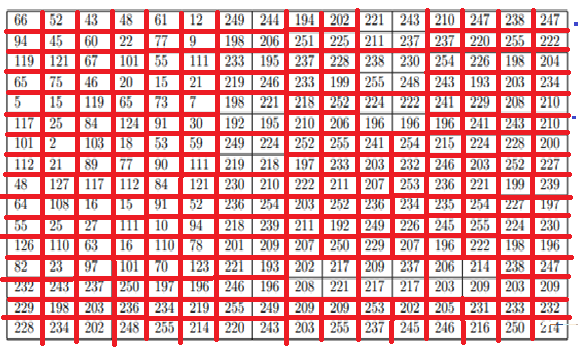 66 52 43 48 61 12 249 244 194 202 221 243 210 247 238 247
94 45 60 22 77 9 198 206 251 225 211 237 237 220 255 222
119 121 67 101 55 111 233 195 237 228 238 230 254 226 198 204
65 75 46 20 15 21 219 246 233 199 255 248 243 193 203 234
5 15 119 65 73 7 198 221 218 252 224 222 241 229 208 210
117 25 84 124 91 30 192 195 210 206 196 196 196 241 243 210
101 2 103 18 53 59 249 224 252 255 241 254 215 224 228 200
112 21 89 77 90 111 219 218 197 233 203 232 246 203 252 227
48 127 117 112 84 121 230 210 222 211 207 253 236 221 199 239
64 108 16 15 91 52 236 254 203 252 236 234 235 254 227 197
55 25 27 111 10 94 218 239 211 192 249 226 245 255 224 230
126 110 63 16 110 78 201 209 207 250 229 207 196 222 198 196
82 23 97 101 70 123 221 193 202 217 209 237 206 214 238 247
232 243 237 250 197 196 246 196 208 221 217 217 203 209 203 209
229 198 203 236 234 219 255 249 209 209 253 202 205 231 233 232
228 234 202 248 255 214 220 243 203 255 237 245 246 216 250